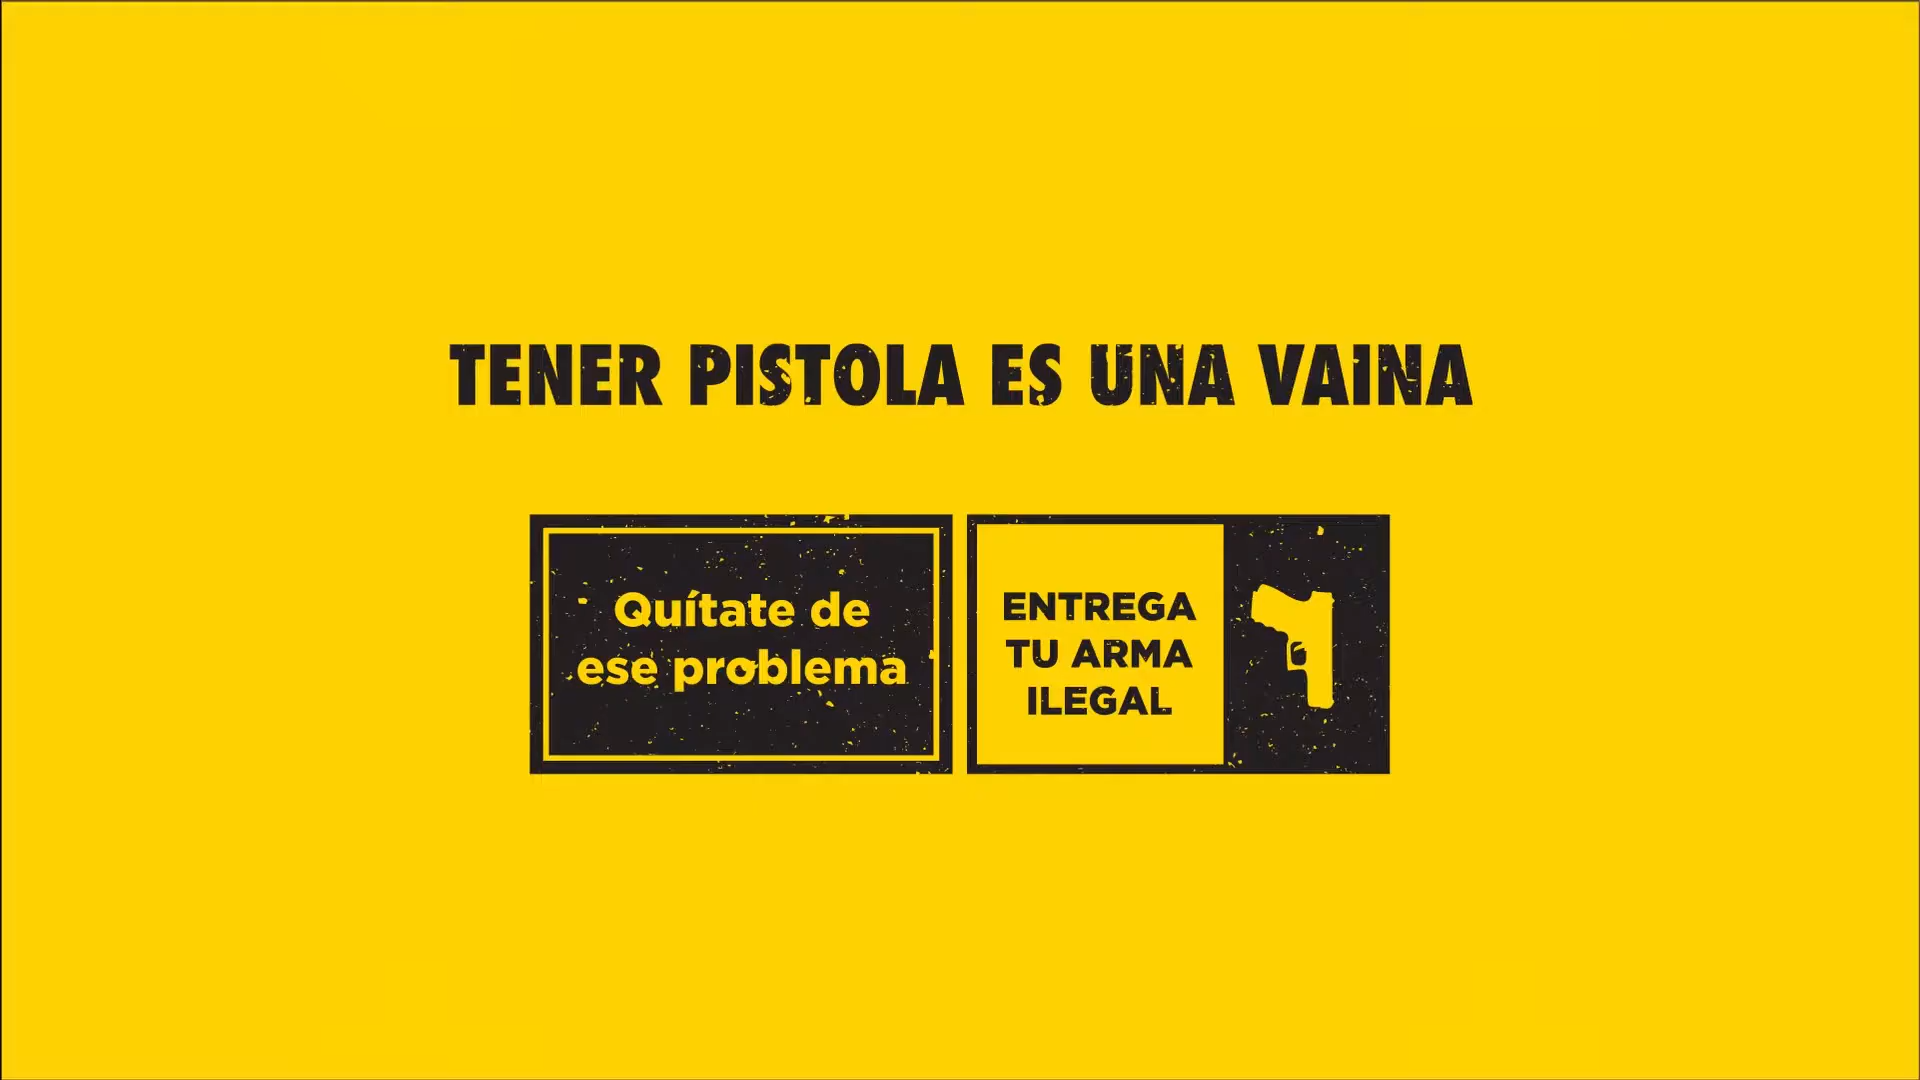 TENER PISTOLA ES UNA VAINA
Quítate de
ese problema
ENTREGA
TU ARMA
ILEGAL